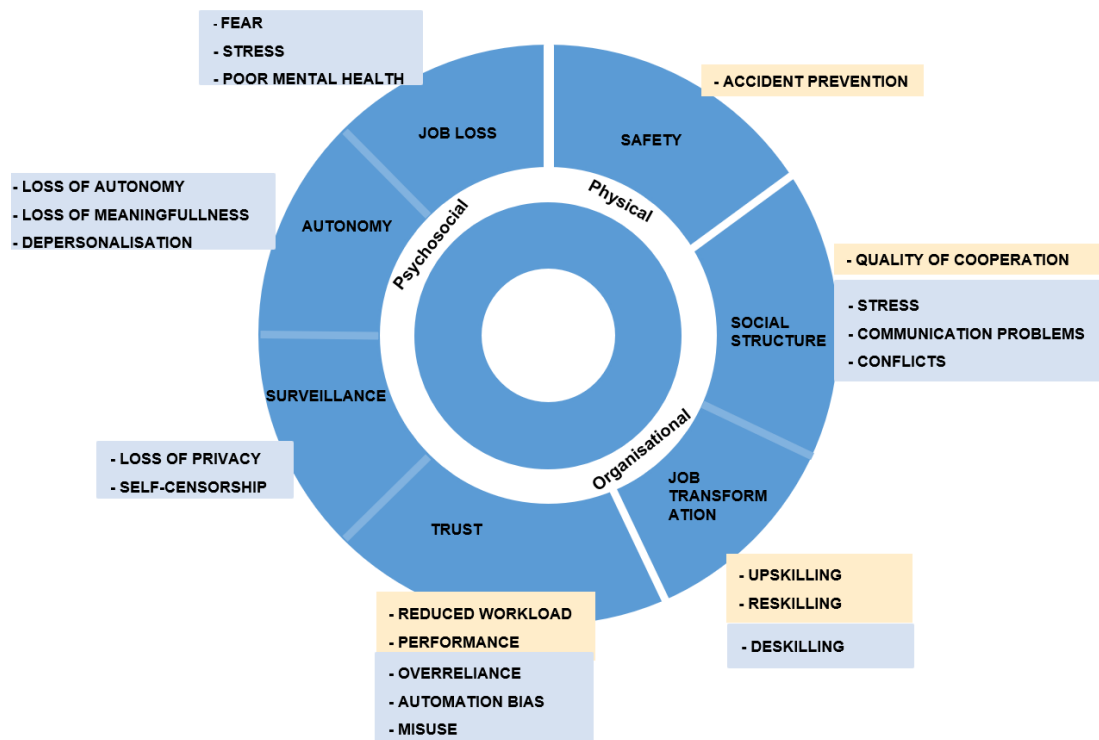 - FEAR
- STRESS
- POOR MENTAL HEALTH
- ACCIDENT PREVENTION
JOB LOSS
SAFETY
Physical
Psychosocial
- LOSS OF AUTONOMY
- LOSS OF MEANINGFULLNESS
- DEPERSONALISATION
AUTONOMY
- QUALITY OF COOPERATION
- STRESS
- COMMUNICATION PROBLEMS
- CONFLICTS
SOCIAL
STRUCTURE
SURVEILLANCE
- LOSS OF PRIVACY
- SELF-CENSORSHIP
Organisational
JOB
TRANSFORM
ATION
TRUST
- UPSKILLING
- RESKILLING
- DESKILLING
- REDUCED WORKLOAD
- PERFORMANCE
- OVERRELIANCE
- AUTOMATION BIAS
- MISUSE